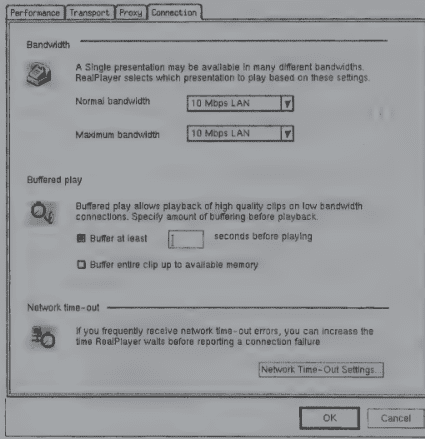 Performance Transport Proxy Connection
Bandwidth
A Single presentation may be available in many different bandwidths.
RealPlayer selects which presentation to play based on these settings.
Normal bandwidth 10 Mbps LAN
Maximum bandwidth 10 Mbps LAN
Buffered play
Buffered play allows playback of high quality clips on low bandwidth
connections. Specify amount of buffering before playback.
Buffer at least seconds before playing
Buffer entire clip up to available memory
Network time-out
If you frequently receive network time-out errors, you can increase the
time RealPlayer waits before reporting a connection failure
Network Time-Out Settings...
OK Cancel